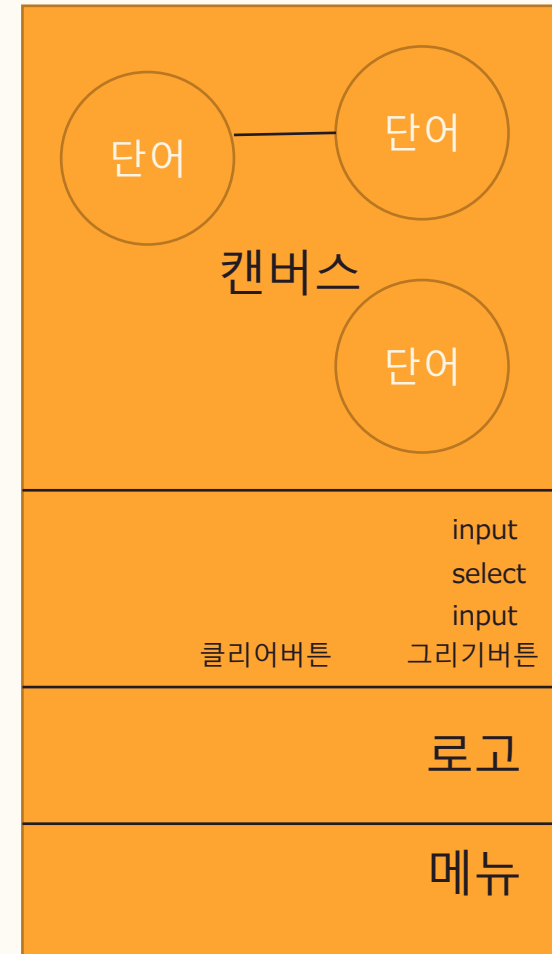 단어
단어
캔버스
단어
input
select
input
클리어버튼 그리기버튼
로고
메뉴